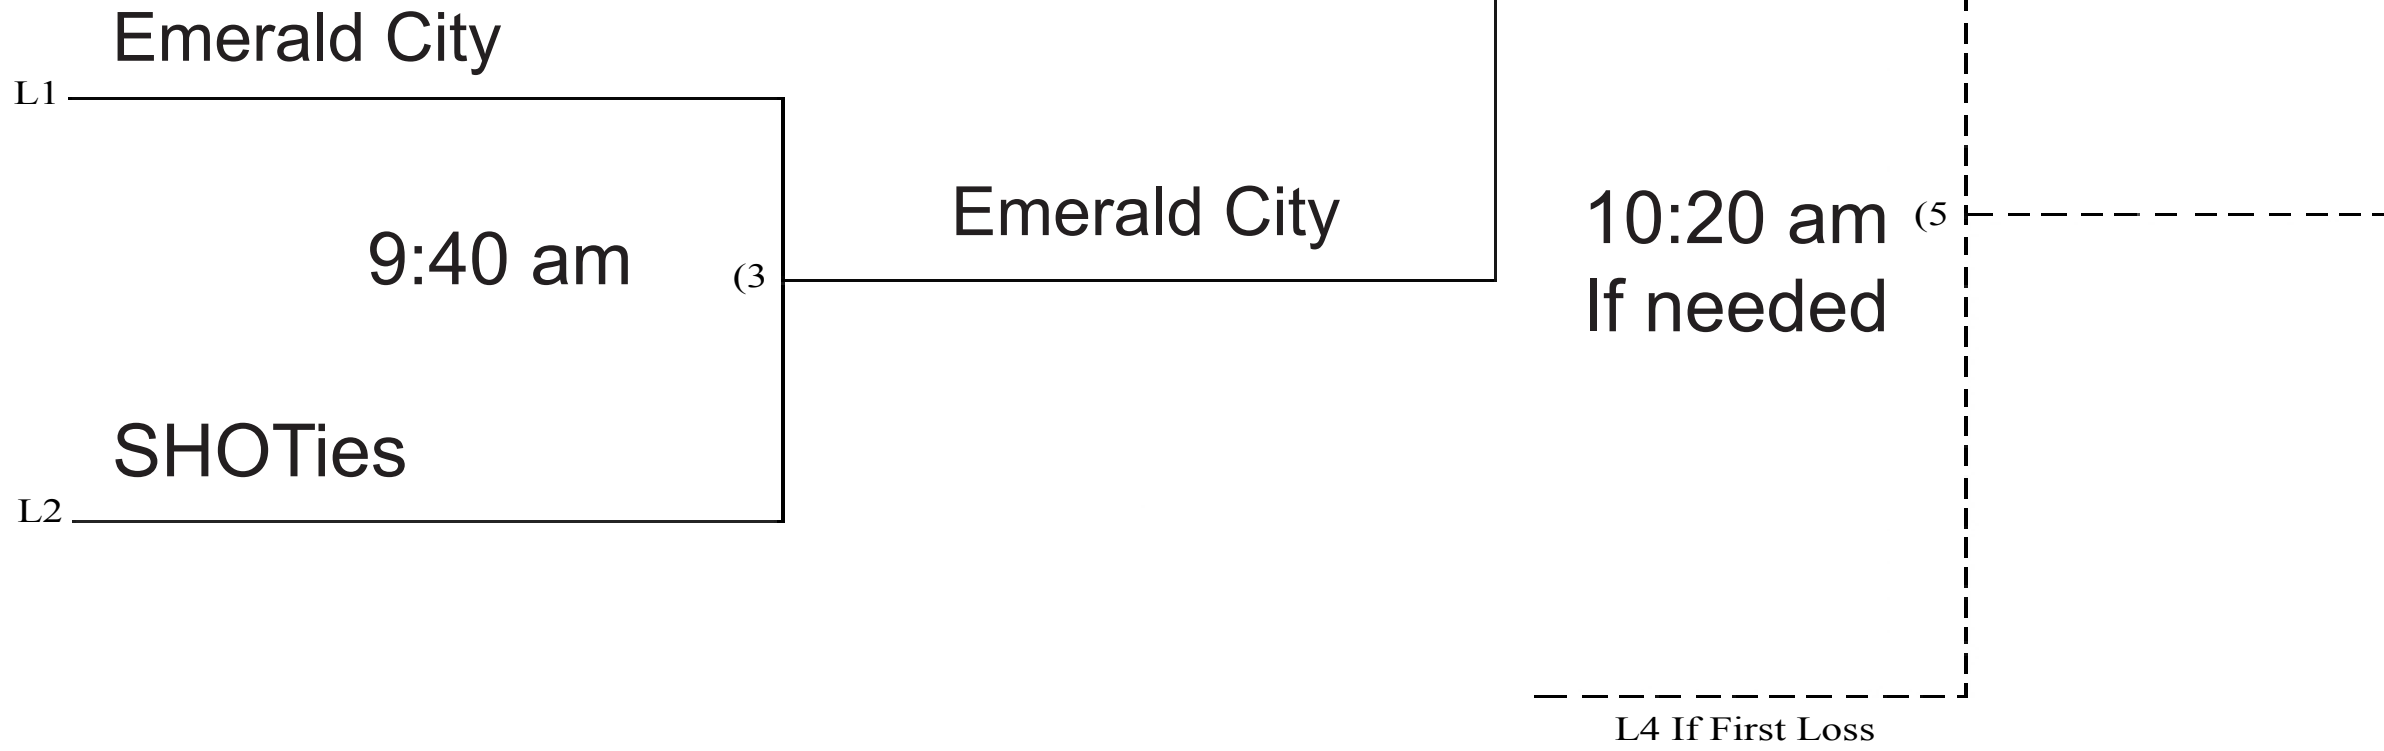 Emerald City
L1
Emerald City
10:20 am (5
9:40 am (3
If needed
SHOTies
L2
L4 If First Loss